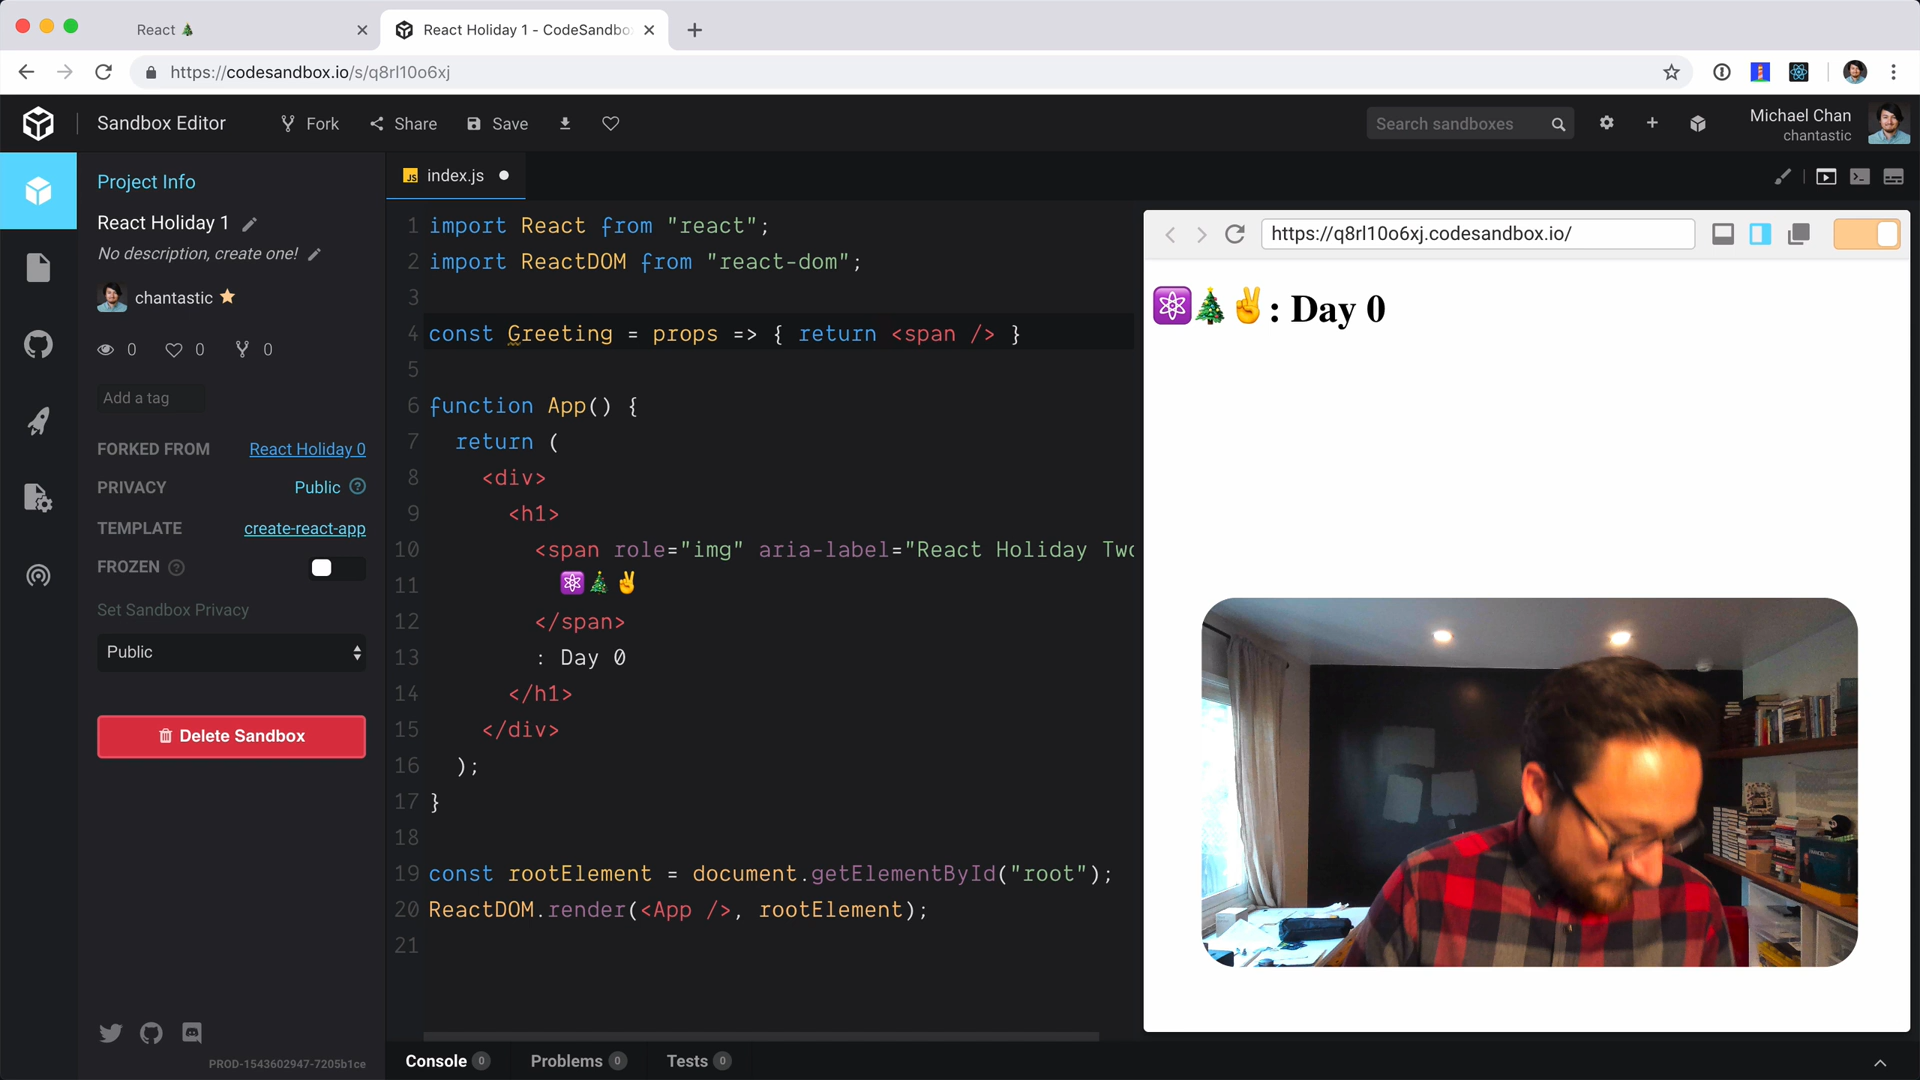 React 🎄
React Holiday 1 - CodeSandbo
https://codesandbox.io/s/q8rl10o6xj
Sandbox Editor
Fork
Share
Save
Search sandboxes
Michael Chan
chantastic
Project Info
React Holiday 1
No description, create one!
chantastic
0 0 0
Add a tag
FORKED FROM React Holiday 0
PRIVACY Public
TEMPLATE create-react-app
FROZEN
Set Sandbox Privacy
Public
Delete Sandbox
PROD-1543602947-7205b1ce
JS index.js
1 import React from "react";
2 import ReactDOM from "react-dom";
3
4 const Greeting = props => { return <span /> }
5
6 function App() {
7 return (
8 <div>
9 <h1>
10 <span role="img" aria-label="React Holiday Two
11 ⚛️🎄✌️
12 </span>
13 : Day 0
14 </h1>
15 </div>
16 );
17 }
18
19 const rootElement = document.getElementById("root");
20 ReactDOM.render(<App />, rootElement);
21
Console 0 Problems 0 Tests 0
https://q8rl10o6xj.codesandbox.io/
⚛️🎄✌️: Day 0